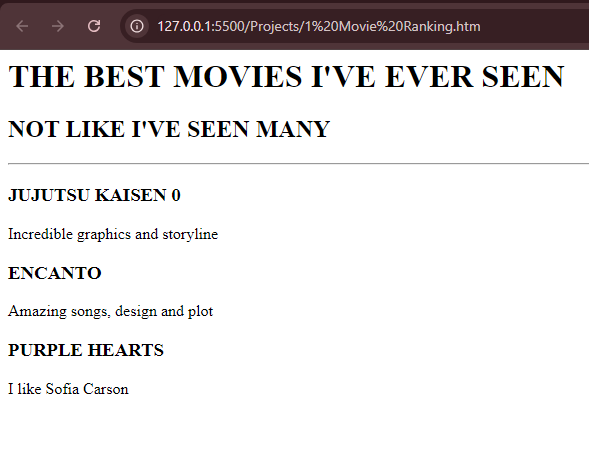 127.0.0.1:5500/Projects/1%20Movie%20Ranking.htm
THE BEST MOVIES I'VE EVER SEEN
NOT LIKE I'VE SEEN MANY
JUJUTSU KAISEN 0
Incredible graphics and storyline
ENCANTO
Amazing songs, design and plot
PURPLE HEARTS
I like Sofia Carson